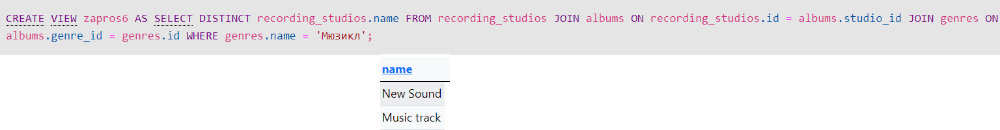 CREATE VIEW zapros6 AS SELECT DISTINCT recording_studios.name FROM recording_studios JOIN albums ON recording_studios.id = albums.studio_id JOIN genres ON
albums.genre_id = genres.id WHERE genres.name = 'Мюзикл';
name
New Sound
Music track